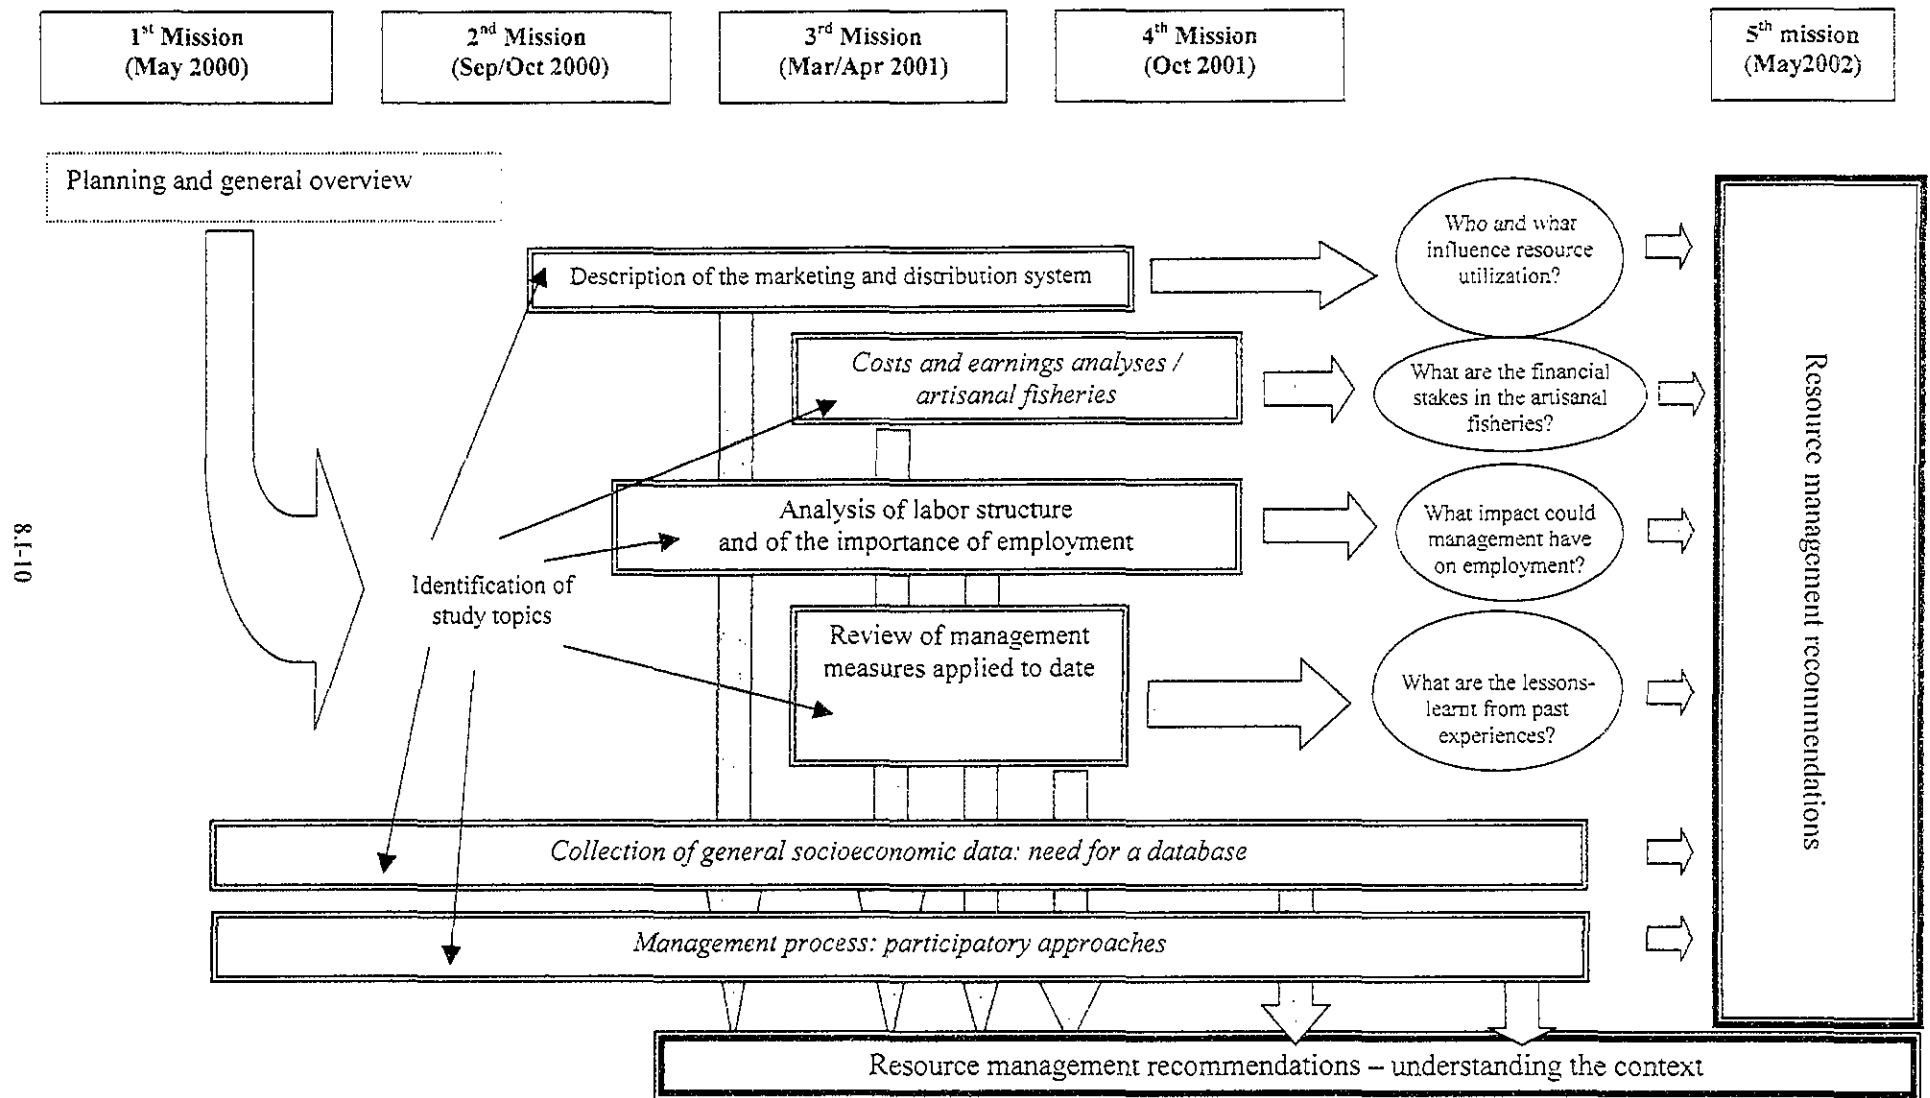 1st Mission
(May 2000)
2nd Mission
(Sep/Oct 2000)
3rd Mission
(Mar/Apr 2001)
4th Mission
(Oct 2001)
5th mission
(May2002)
Planning and general overview
Description of the marketing and distribution system
Who and what
influence resource
utilization?
Costs and earnings analyses /
artisanal fisheries
What are the financial
stakes in the artisanal
fisheries?
Analysis of labor structure
and of the importance of employment
What impact could
management have
on employment?
Identification of
study topics
Review of management
measures applied to date
What are the lessons-
learnt from past
experiences?
Collection of general socioeconomic data: need for a database
Management process: participatory approaches
Resource management recommendations
Resource management recommendations – understanding the context
8.1-10